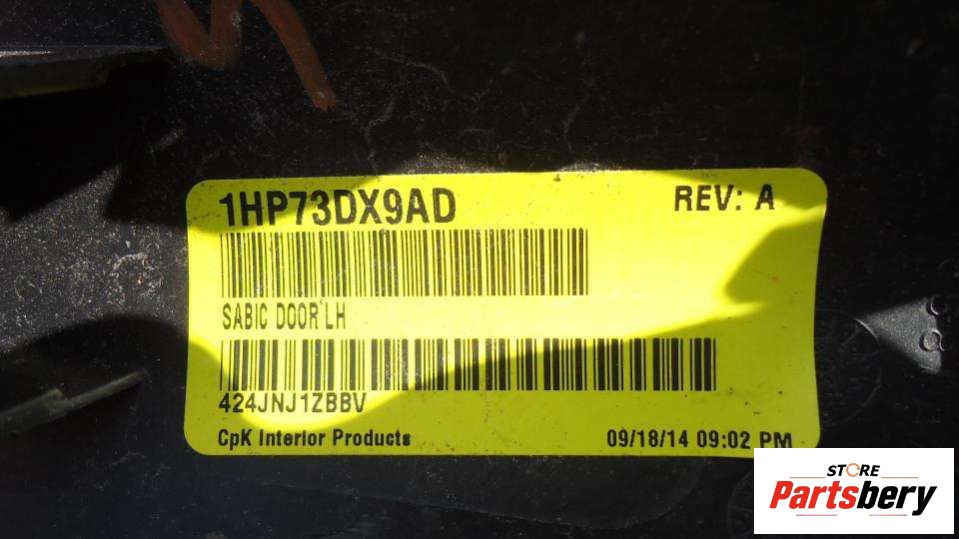 1HP73DX9AD
REV: A
SABIC DOOR LH
424JNJ1ZBBV
CpK Interior Products
09/18/14 09:02 PM
STORE
Partsbery